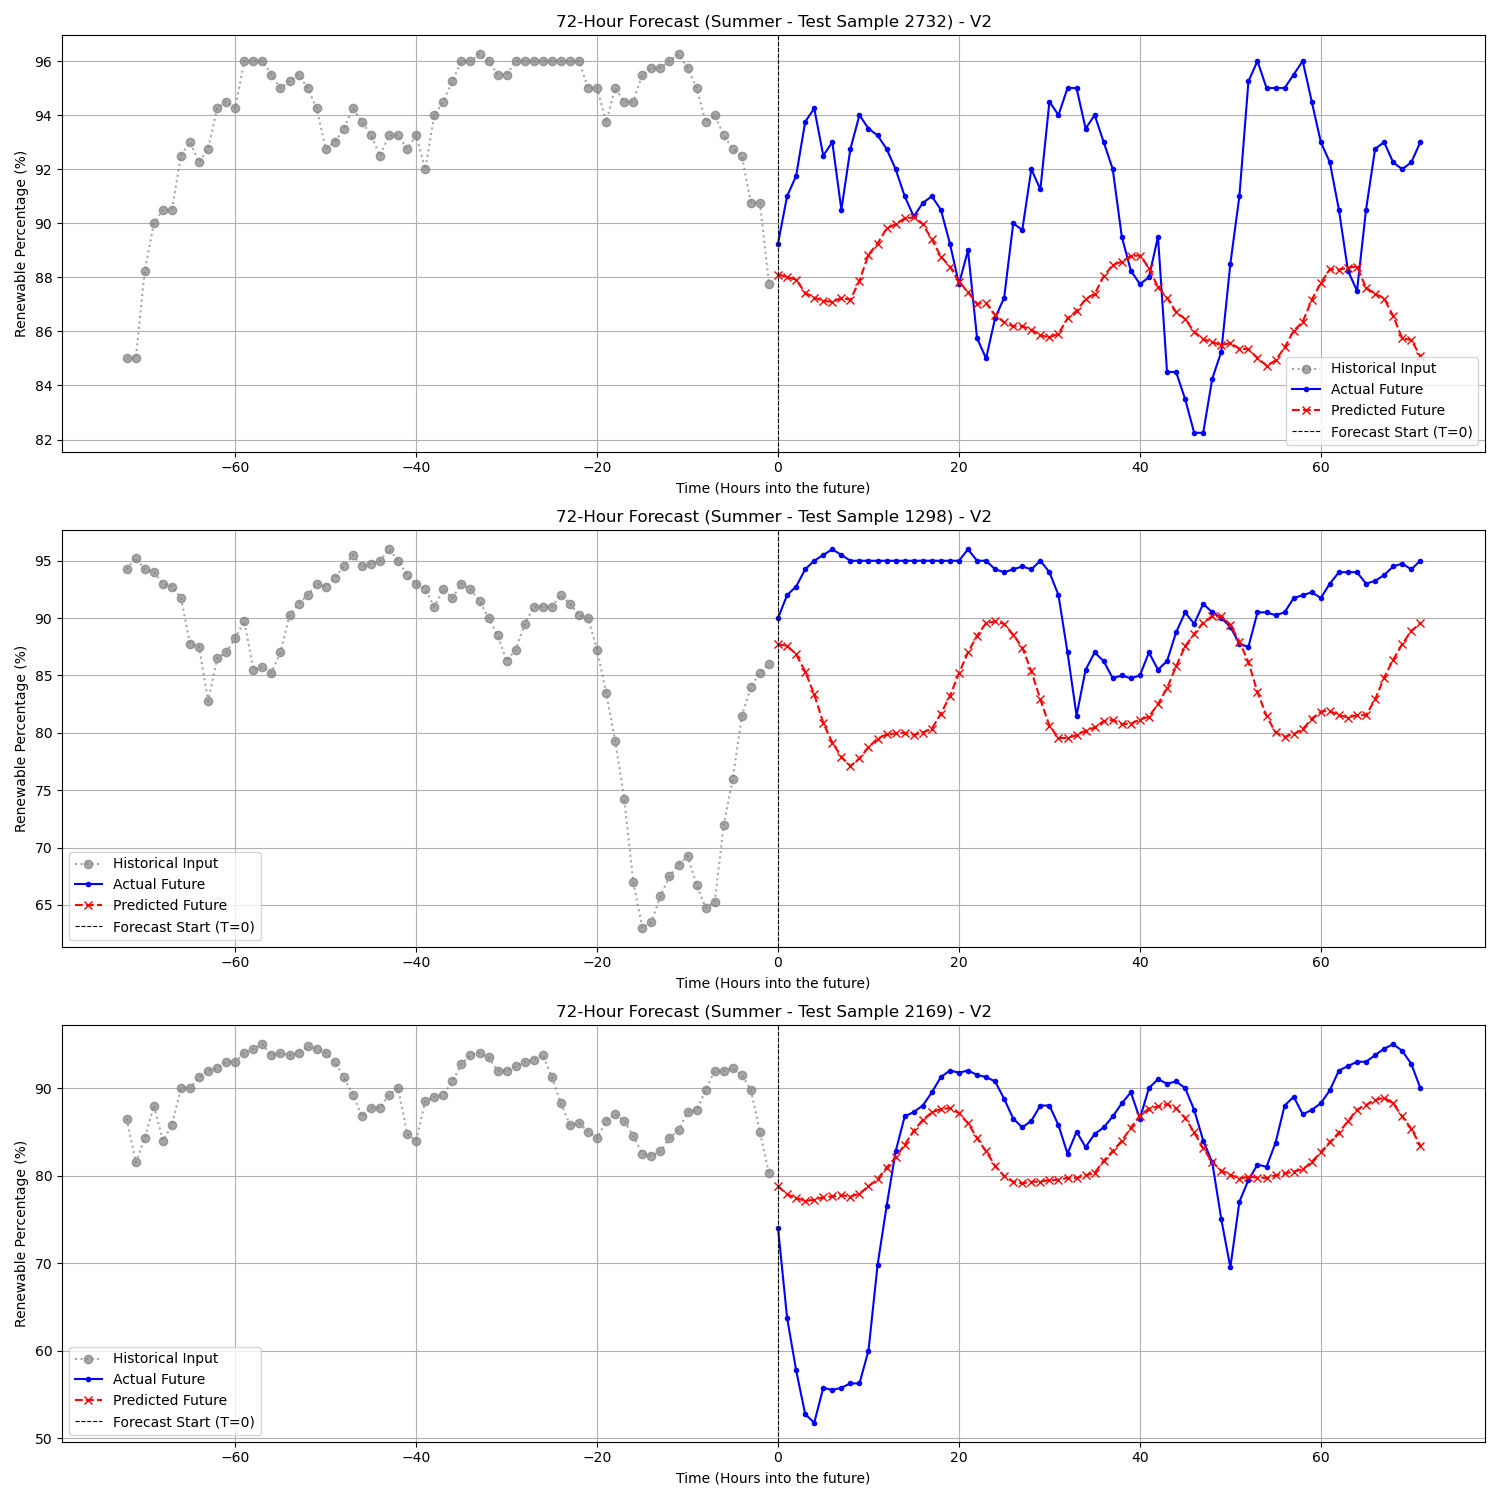 72-Hour Forecast (Summer - Test Sample 2732) - V2
Renewable Percentage (%)
96
94
92
90
88
86
84
82
Historical Input
Actual Future
Predicted Future
Forecast Start (T=0)
−60 −40 −20 0 20 40 60
Time (Hours into the future)
72-Hour Forecast (Summer - Test Sample 1298) - V2
Renewable Percentage (%)
95
90
85
80
75
70
65
Historical Input
Actual Future
Predicted Future
Forecast Start (T=0)
−60 −40 −20 0 20 40 60
Time (Hours into the future)
72-Hour Forecast (Summer - Test Sample 2169) - V2
Renewable Percentage (%)
90
80
70
60
50
Historical Input
Actual Future
Predicted Future
Forecast Start (T=0)
−60 −40 −20 0 20 40 60
Time (Hours into the future)